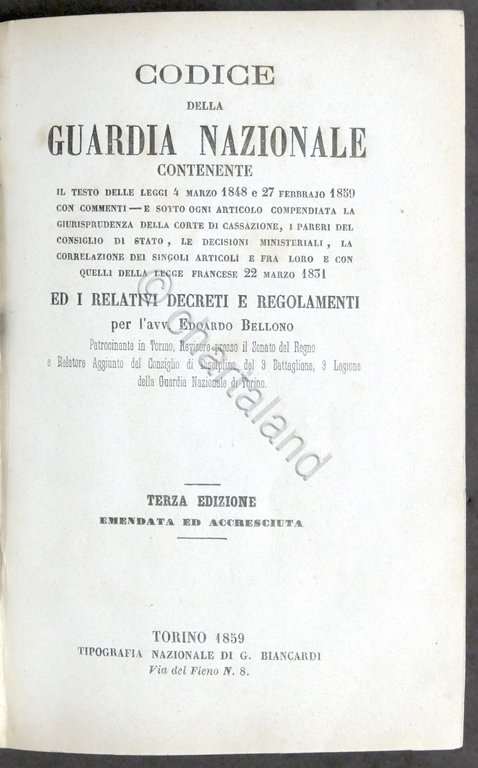 CODICE
DELLA
GUARDIA NAZIONALE
CONTENENTE
IL TESTO DELLE LEGGI 4 MARZO 1848 e 27 FEBBRAJO 1859
CON COMMENTI — E SOTTO OGNI ARTICOLO COMPENDIATA LA
GIURISPRUDENZA DELLA CORTE DI CASSAZIONE, I PARERI DEL
CONSIGLIO DI STATO, LE DECISIONI MINISTERIALI, LA
CORRELAZIONE DEI SINGOLI ARTICOLI E FRA LORO E CON
QUELLI DELLA LEGGE FRANCESE 22 MARZO 1831
ED I RELATIVI DECRETI E REGOLAMENTI
per l'avv. EDOARDO BELLONO
Patrocinante in Torino, Revisore presso il Senato del Regno
e Relatore Aggiunto del Consiglio di Disciplina del 3 Battaglione, 3 Legione
della Guardia Nazionale di Torino.
© chartaland
TERZA EDIZIONE
EMENDATA ED ACCRESCIUTA
TORINO 1859
TIPOGRAFIA NAZIONALE DI G. BIANCARDI
Via del Fieno N. 8.